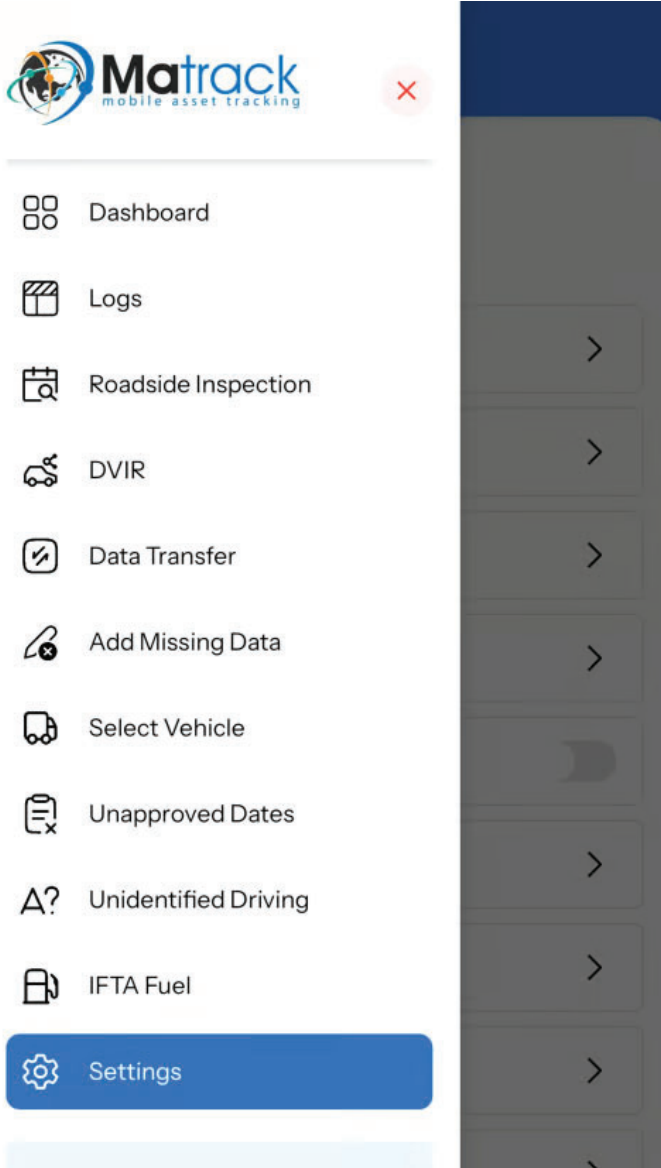 Matrack
mobile asset tracking
Dashboard
Logs
Roadside Inspection
DVIR
Data Transfer
Add Missing Data
Select Vehicle
Unapproved Dates
A? Unidentified Driving
IFTA Fuel
Settings